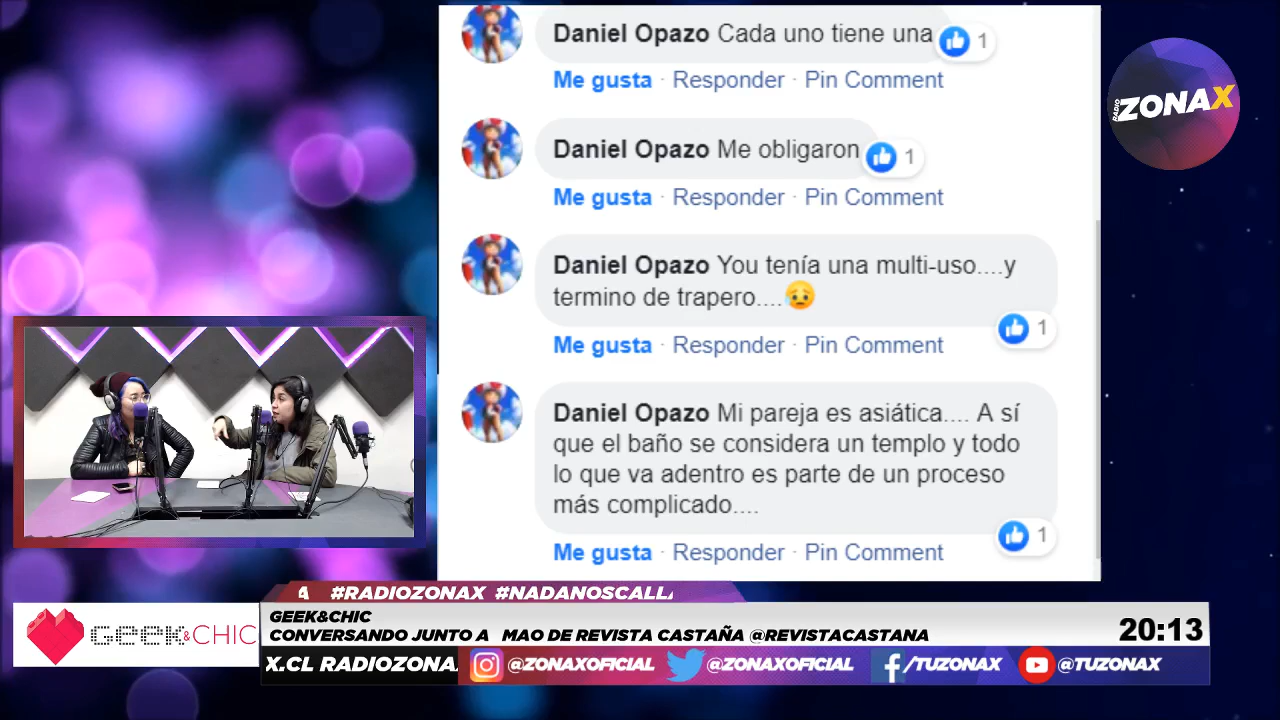 Daniel Opazo Cada uno tiene una
1
Me gusta · Responder · Pin Comment
Daniel Opazo Me obligaron
1
Me gusta · Responder · Pin Comment
Daniel Opazo You tenía una multi-uso....y
termino de trapero....😥
1
Me gusta · Responder · Pin Comment
Daniel Opazo Mi pareja es asiática.... A sí
que el baño se considera un templo y todo
lo que va adentro es parte de un proceso
más complicado....
1
Me gusta · Responder · Pin Comment
RADIO ZONAX
A #RADIOZONAX #NADANOSCALLA
GEEK&CHIC
GEEK&CHIC
CONVERSANDO JUNTO A MAO DE REVISTA CASTAÑA @REVISTACASTANA
20:13
X.CL RADIOZONA
@ZONAXOFICIAL
@ZONAXOFICIAL
/TUZONAX
@TUZONAX